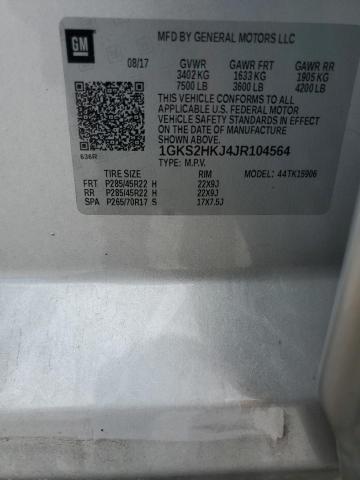 GM
MFD BY GENERAL MOTORS LLC
08/17 GVWR GAWR FRT GAWR RR
3402 KG 1633 KG 1905 KG
7500 LB 3600 LB 4200 LB
THIS VEHICLE CONFORMS TO ALL APPLICABLE
U.S. FEDERAL MOTOR VEHICLE SAFETY AND
THEFT PREVENTION STANDARDS IN EFFECT ON
THE DATE OF MANUFACTURE
SHOWN ABOVE.
1GKS2HKJ4JR104564
636R
TYPE: M.P.V.
TIRE SIZE RIM MODEL: 44TK15906
FRT P285/45R22 H 22X9J
RR P285/45R22 H 22X9J
SPA P265/70R17 S 17X7.5J